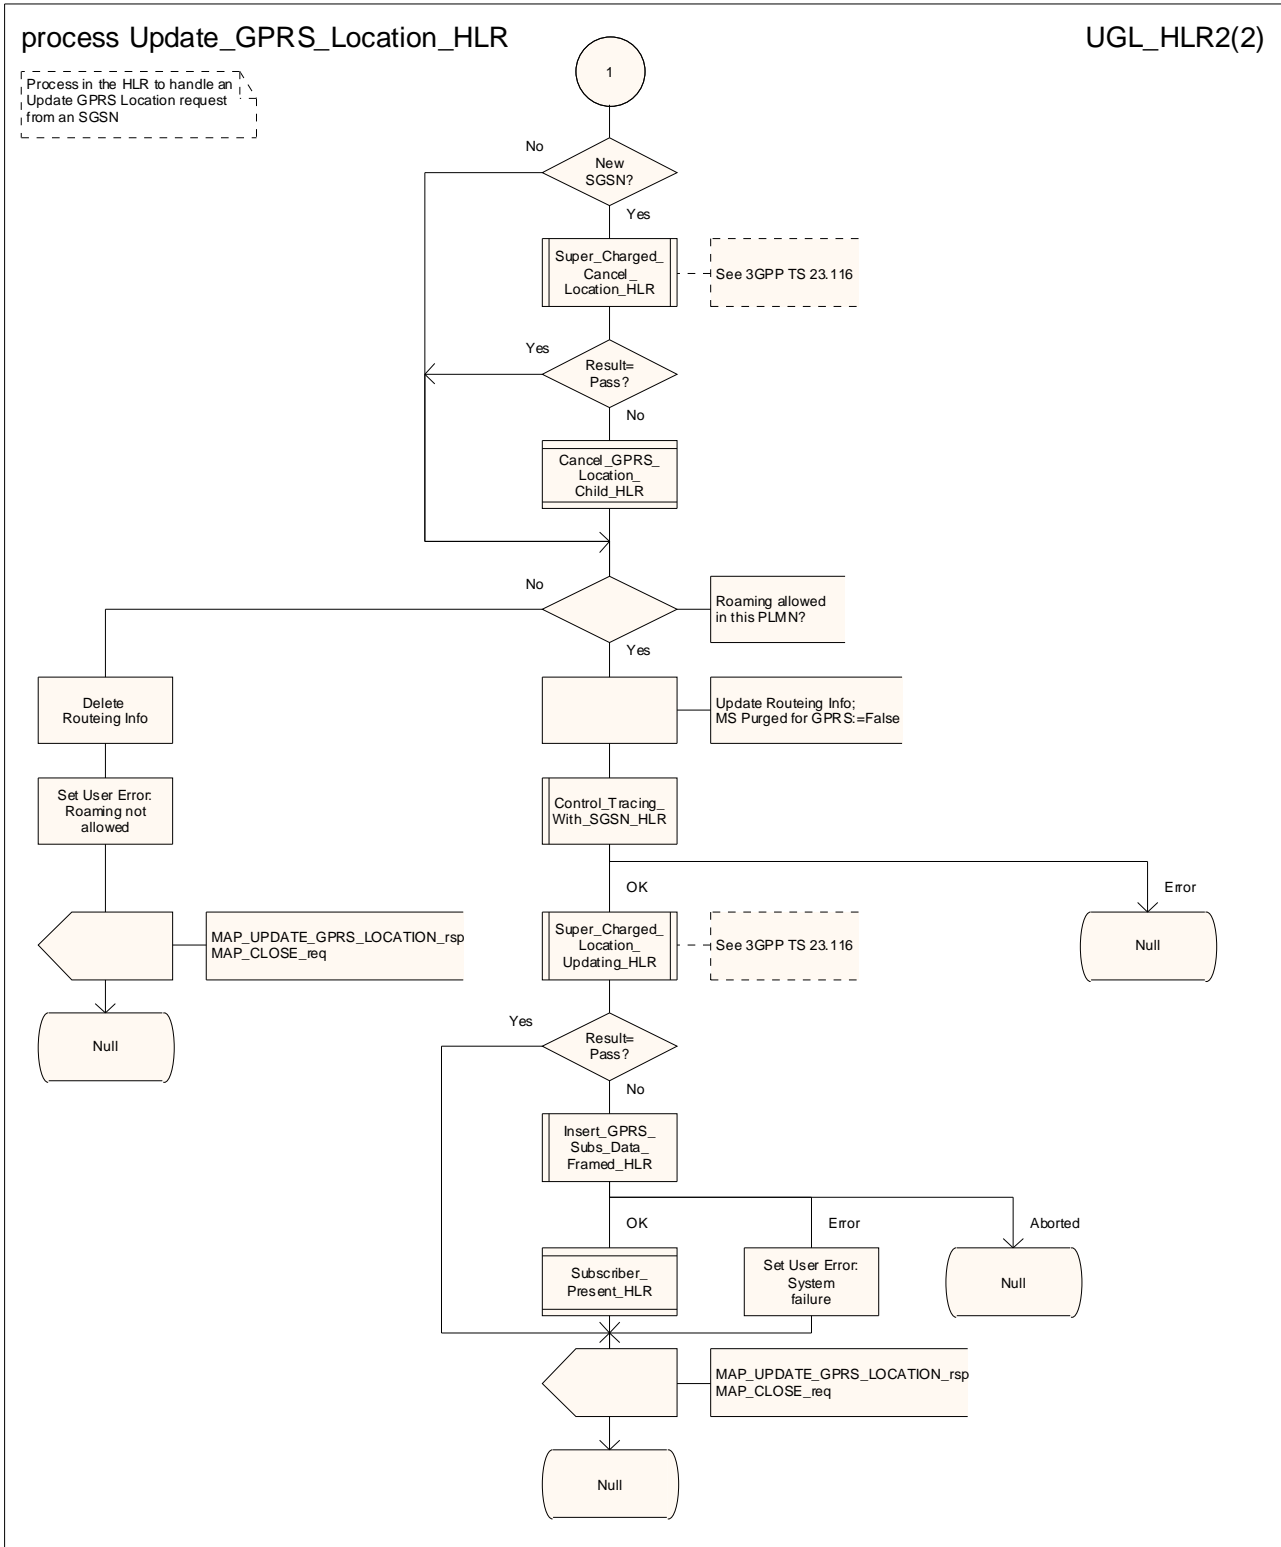 process Update_GPRS_Location_HLR
UGL_HLR2(2)
Process in the HLR to handle an
Update GPRS Location request
from an SGSN
1
No
New
SGSN?
Yes
Super_Charged_
Cancel_
Location_HLR
See 3GPP TS 23.116
Yes
Result=
Pass?
No
Cancel_GPRS_
Location_
Child_HLR
No
Roaming allowed
in this PLMN?
Yes
Delete
Routeing Info
Update Routeing Info;
MS Purged for GPRS:=False
Set User Error:
Roaming not
allowed
Control_Tracing_
With_SGSN_HLR
OK
Error
MAP_UPDATE_GPRS_LOCATION_rsp
MAP_CLOSE_req
Super_Charged_
Location_
Updating_HLR
See 3GPP TS 23.116
Null
Null
Yes
Result=
Pass?
No
Insert_GPRS_
Subs_Data_
Framed_HLR
OK
Error
Aborted
Subscriber_
Present_HLR
Set User Error:
System
failure
Null
MAP_UPDATE_GPRS_LOCATION_rsp
MAP_CLOSE_req
Null